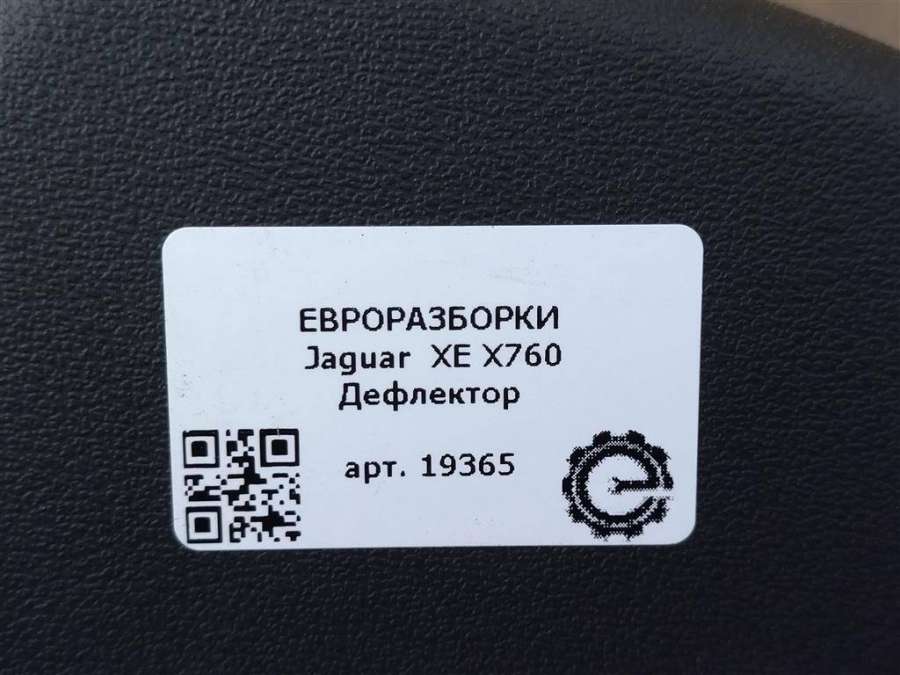 ЕВРОРАЗБОРКИ
Jaguar XE X760
Дефлектор
арт. 19365